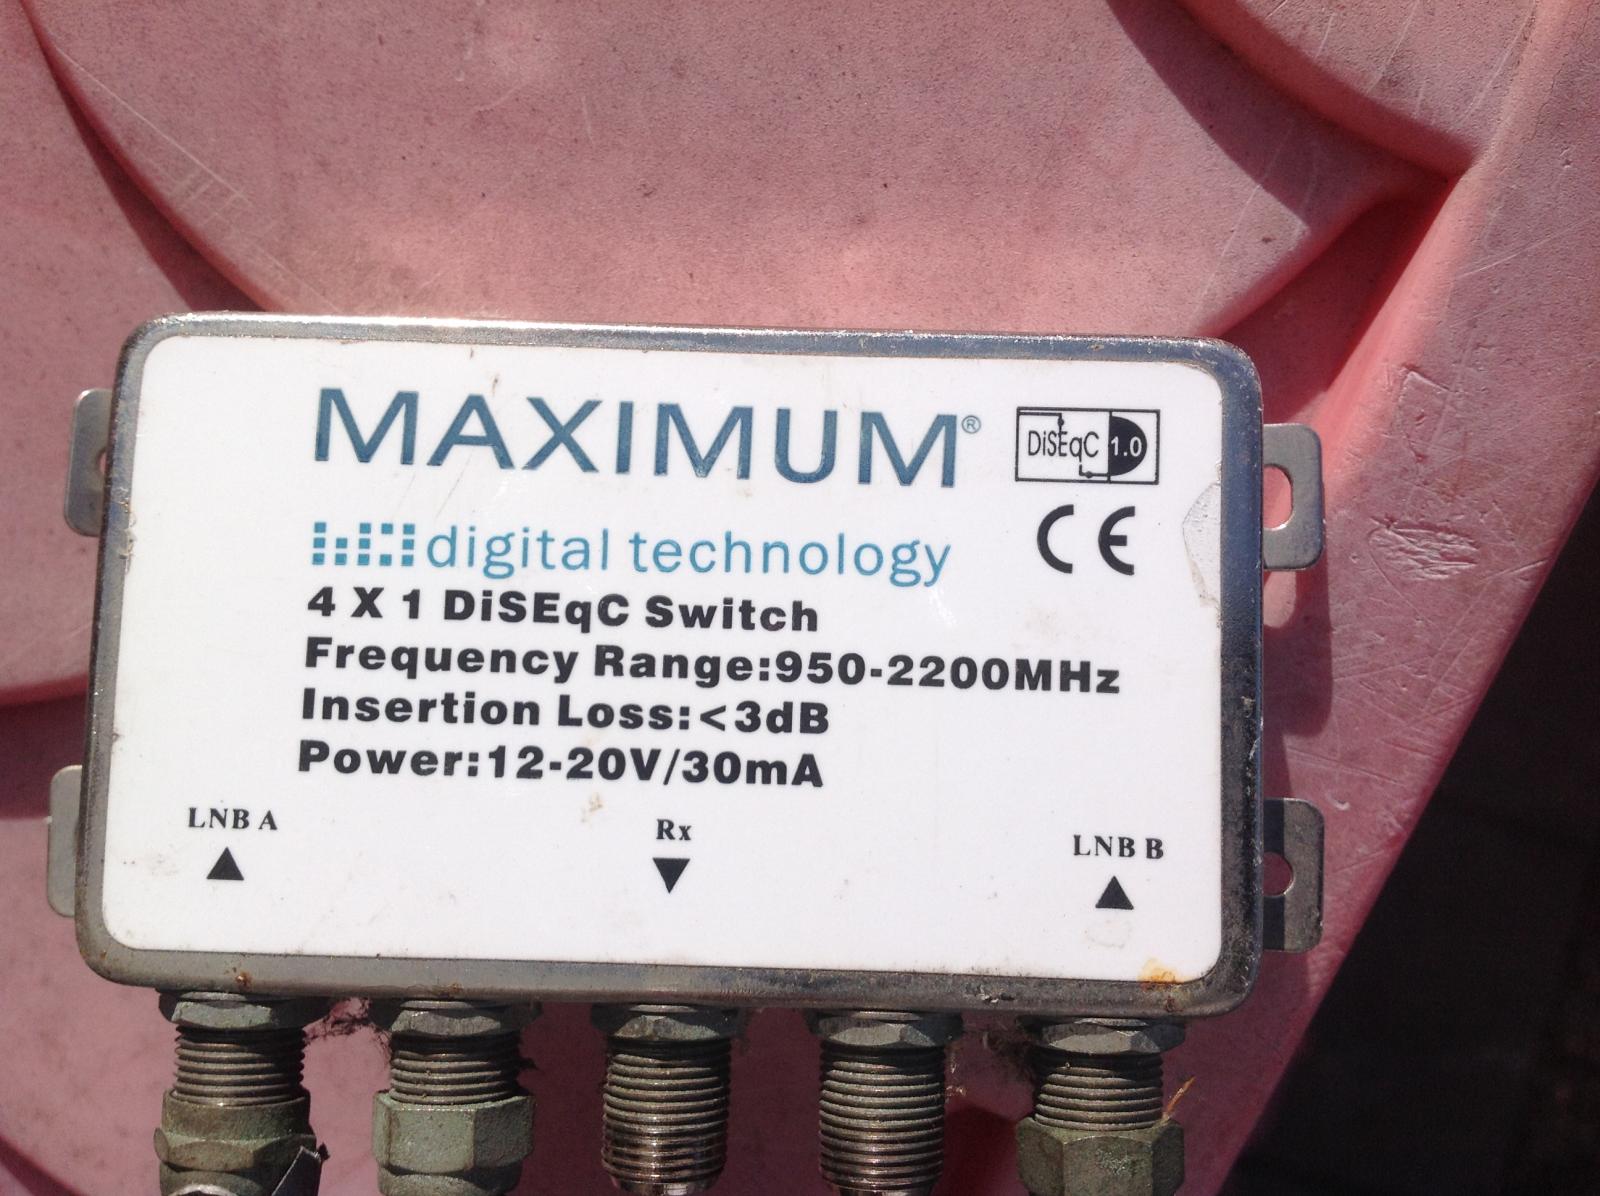 MAXIMUM®
DiSEqC 1.0
CE
digital technology
4 X 1 DiSEqC Switch
Frequency Range:950-2200MHz
Insertion Loss:<3dB
Power:12-20V/30mA
LNB A
Rx
LNB B